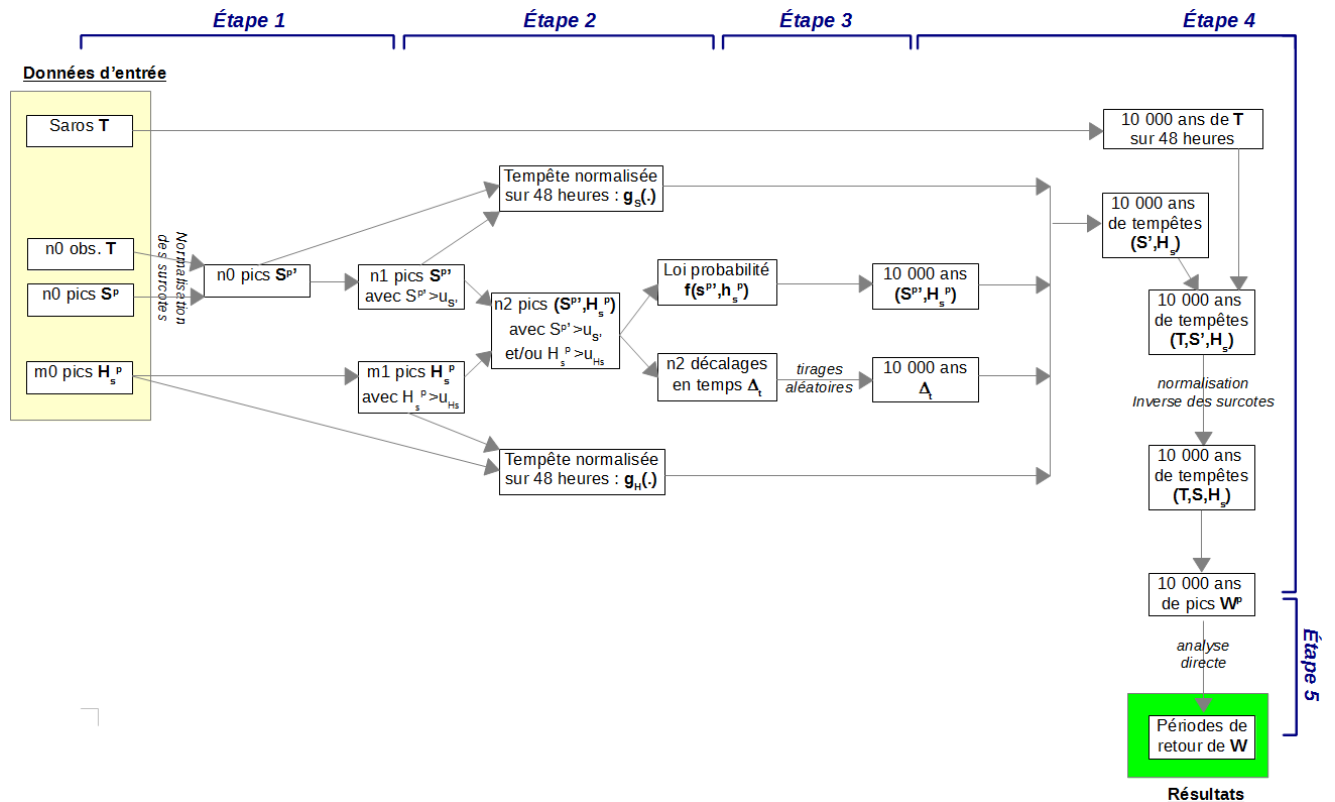 Étape 1
Étape 2
Étape 3
Étape 4
Données d'entrée
Saros T
n0 obs. T
n0 pics Sᵖ
m0 pics Hₛᵖ
Normalisation
des surcotes
n0 pics Sᵖ'
n1 pics Sᵖ'
avec Sᵖ'>u_S'
m1 pics Hₛᵖ
avec Hₛᵖ>u_Hs
Tempête normalisée
sur 48 heures : g_S(.)
n2 pics (Sᵖ',Hₛᵖ)
avec Sᵖ'>u_S'
et/ou Hₛᵖ>u_Hs
Tempête normalisée
sur 48 heures : g_H(.)
Loi probabilité
f(sᵖ',hₛᵖ)
n2 décalages
en temps Δₜ
tirages
aléatoires
10 000 ans
(Sᵖ',Hₛᵖ)
10 000 ans
Δₜ
10 000 ans de T
sur 48 heures
10 000 ans
de tempêtes
(S',Hₛ)
10 000 ans
de tempêtes
(T,S',Hₛ)
normalisation
Inverse des surcotes
10 000 ans
de tempêtes
(T,S,Hₛ)
10 000 ans
de pics Wᵖ
analyse
directe
Étape 5
Périodes de
retour de W
Résultats